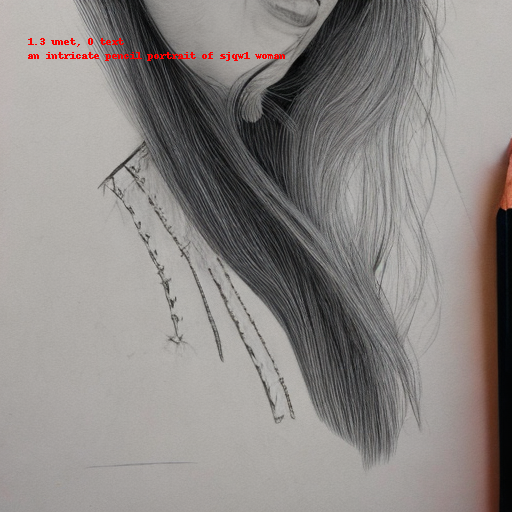 1.3 unet, 0 text
an intricate pencil portrait of sjqw1 woman